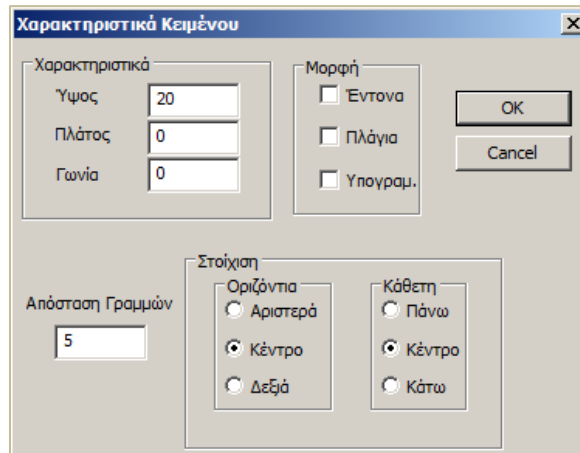 Χαρακτηριστικά Κειμένου
Χαρακτηριστικά
Ύψος 20
Πλάτος 0
Γωνία 0
Μορφή
Έντονα
Πλάγια
Υπογραμ.
OK
Cancel
Απόσταση Γραμμών
5
Στοίχιση
Οριζόντια
Αριστερά
Κέντρο
Δεξιά
Κάθετη
Πάνω
Κέντρο
Κάτω